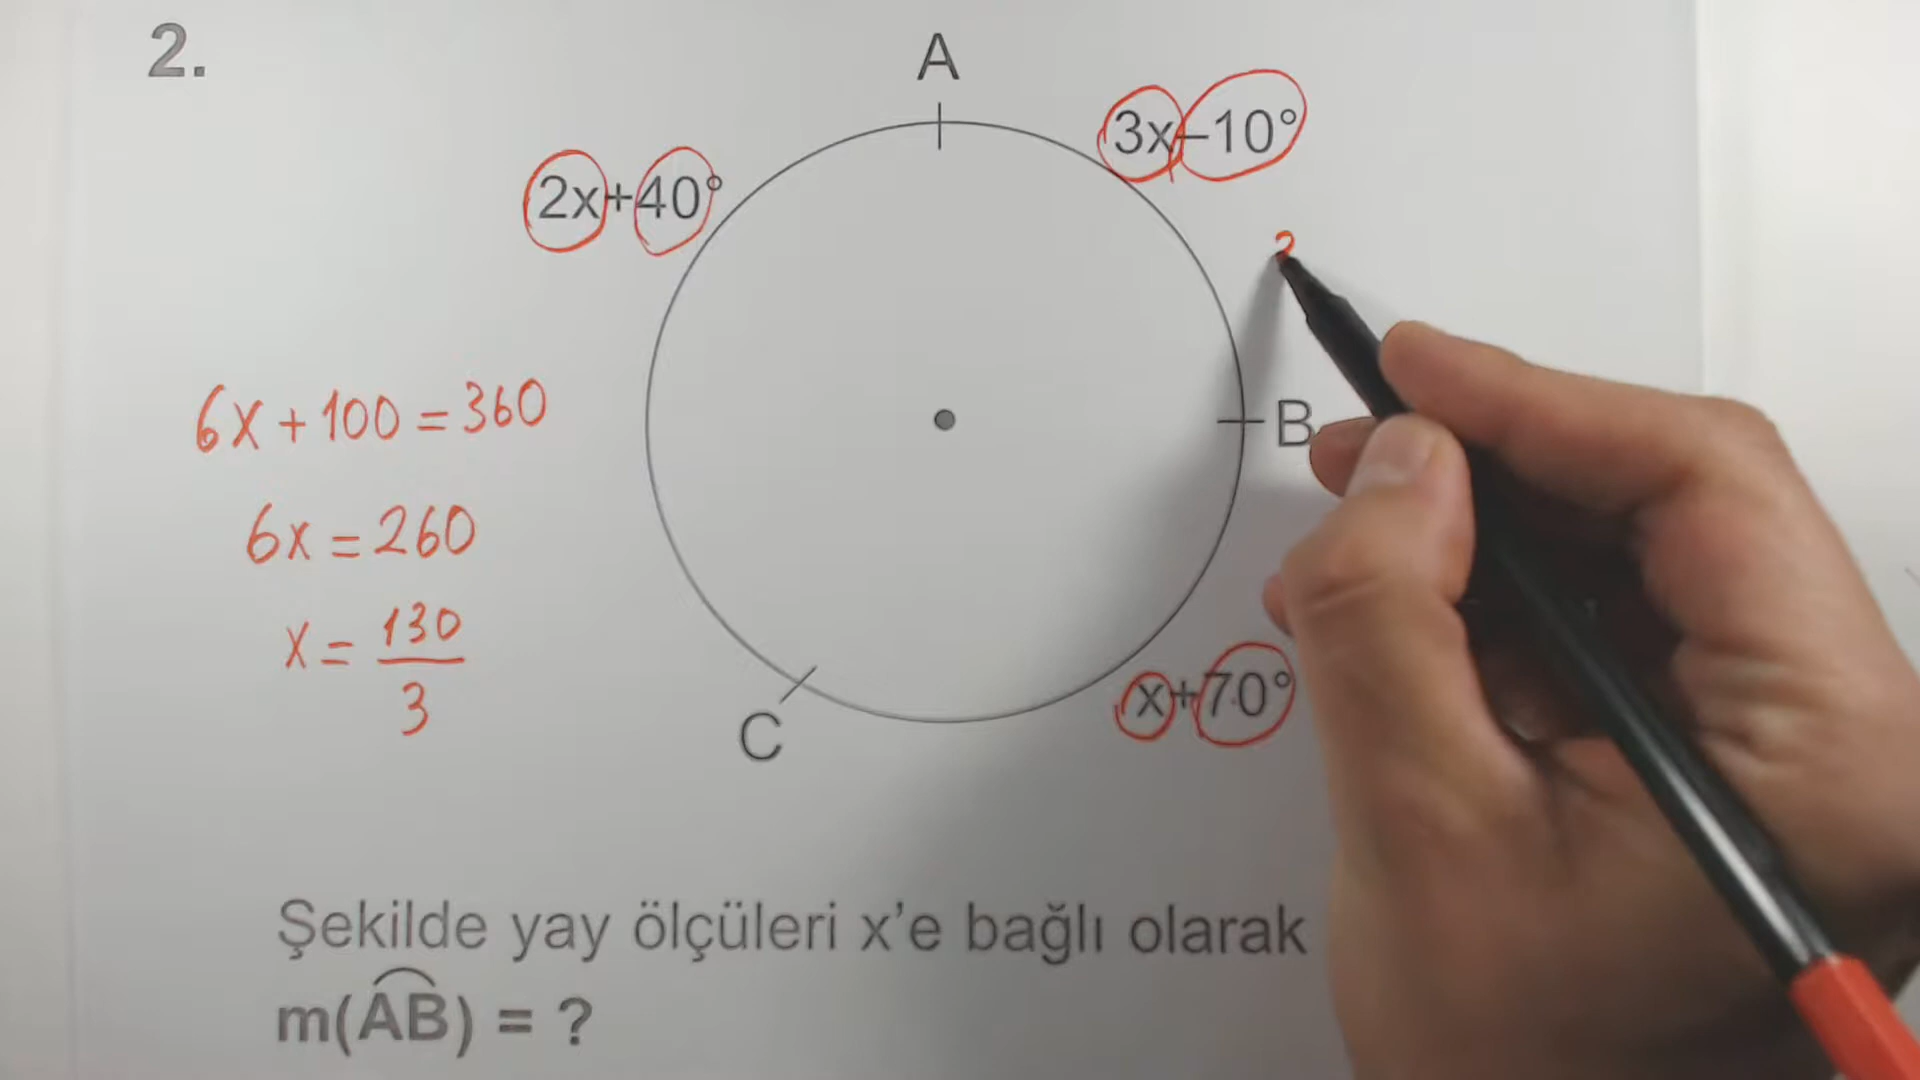 2.
A
3x–10°
2x+40°
B
6x + 100 = 360
6x = 260
x = 130/3
x+70°
C
Şekilde yay ölçüleri x'e bağlı olarak
m(AB) = ?